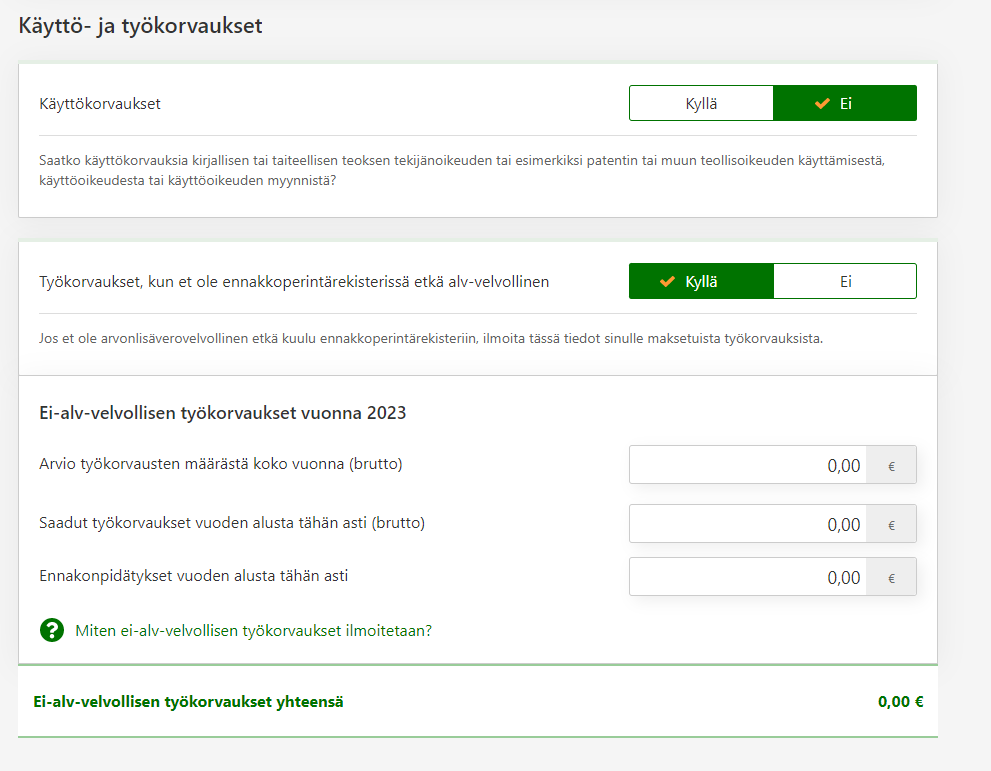 Käyttö- ja työkorvaukset
Käyttökorvaukset
Kyllä
Ei
Saatko käyttökorvauksia kirjallisen tai taiteellisen teoksen tekijänoikeuden tai esimerkiksi patentin tai muun teollisoikeuden käyttämisestä,
käyttöoikeudesta tai käyttöoikeuden myynnistä?
Työkorvaukset, kun et ole ennakkoperintärekisterissä etkä alv-velvollinen
Kyllä
Ei
Jos et ole arvonlisäverovelvollinen etkä kuulu ennakkoperintärekisteriin, ilmoita tässä tiedot sinulle maksetuista työkorvauksista.
Ei-alv-velvollisen työkorvaukset vuonna 2023
Arvio työkorvausten määrästä koko vuonna (brutto)
0,00 €
Saadut työkorvaukset vuoden alusta tähän asti (brutto)
0,00 €
Ennakonpidätykset vuoden alusta tähän asti
0,00 €
? Miten ei-alv-velvollisen työkorvaukset ilmoitetaan?
Ei-alv-velvollisen työkorvaukset yhteensä
0,00 €